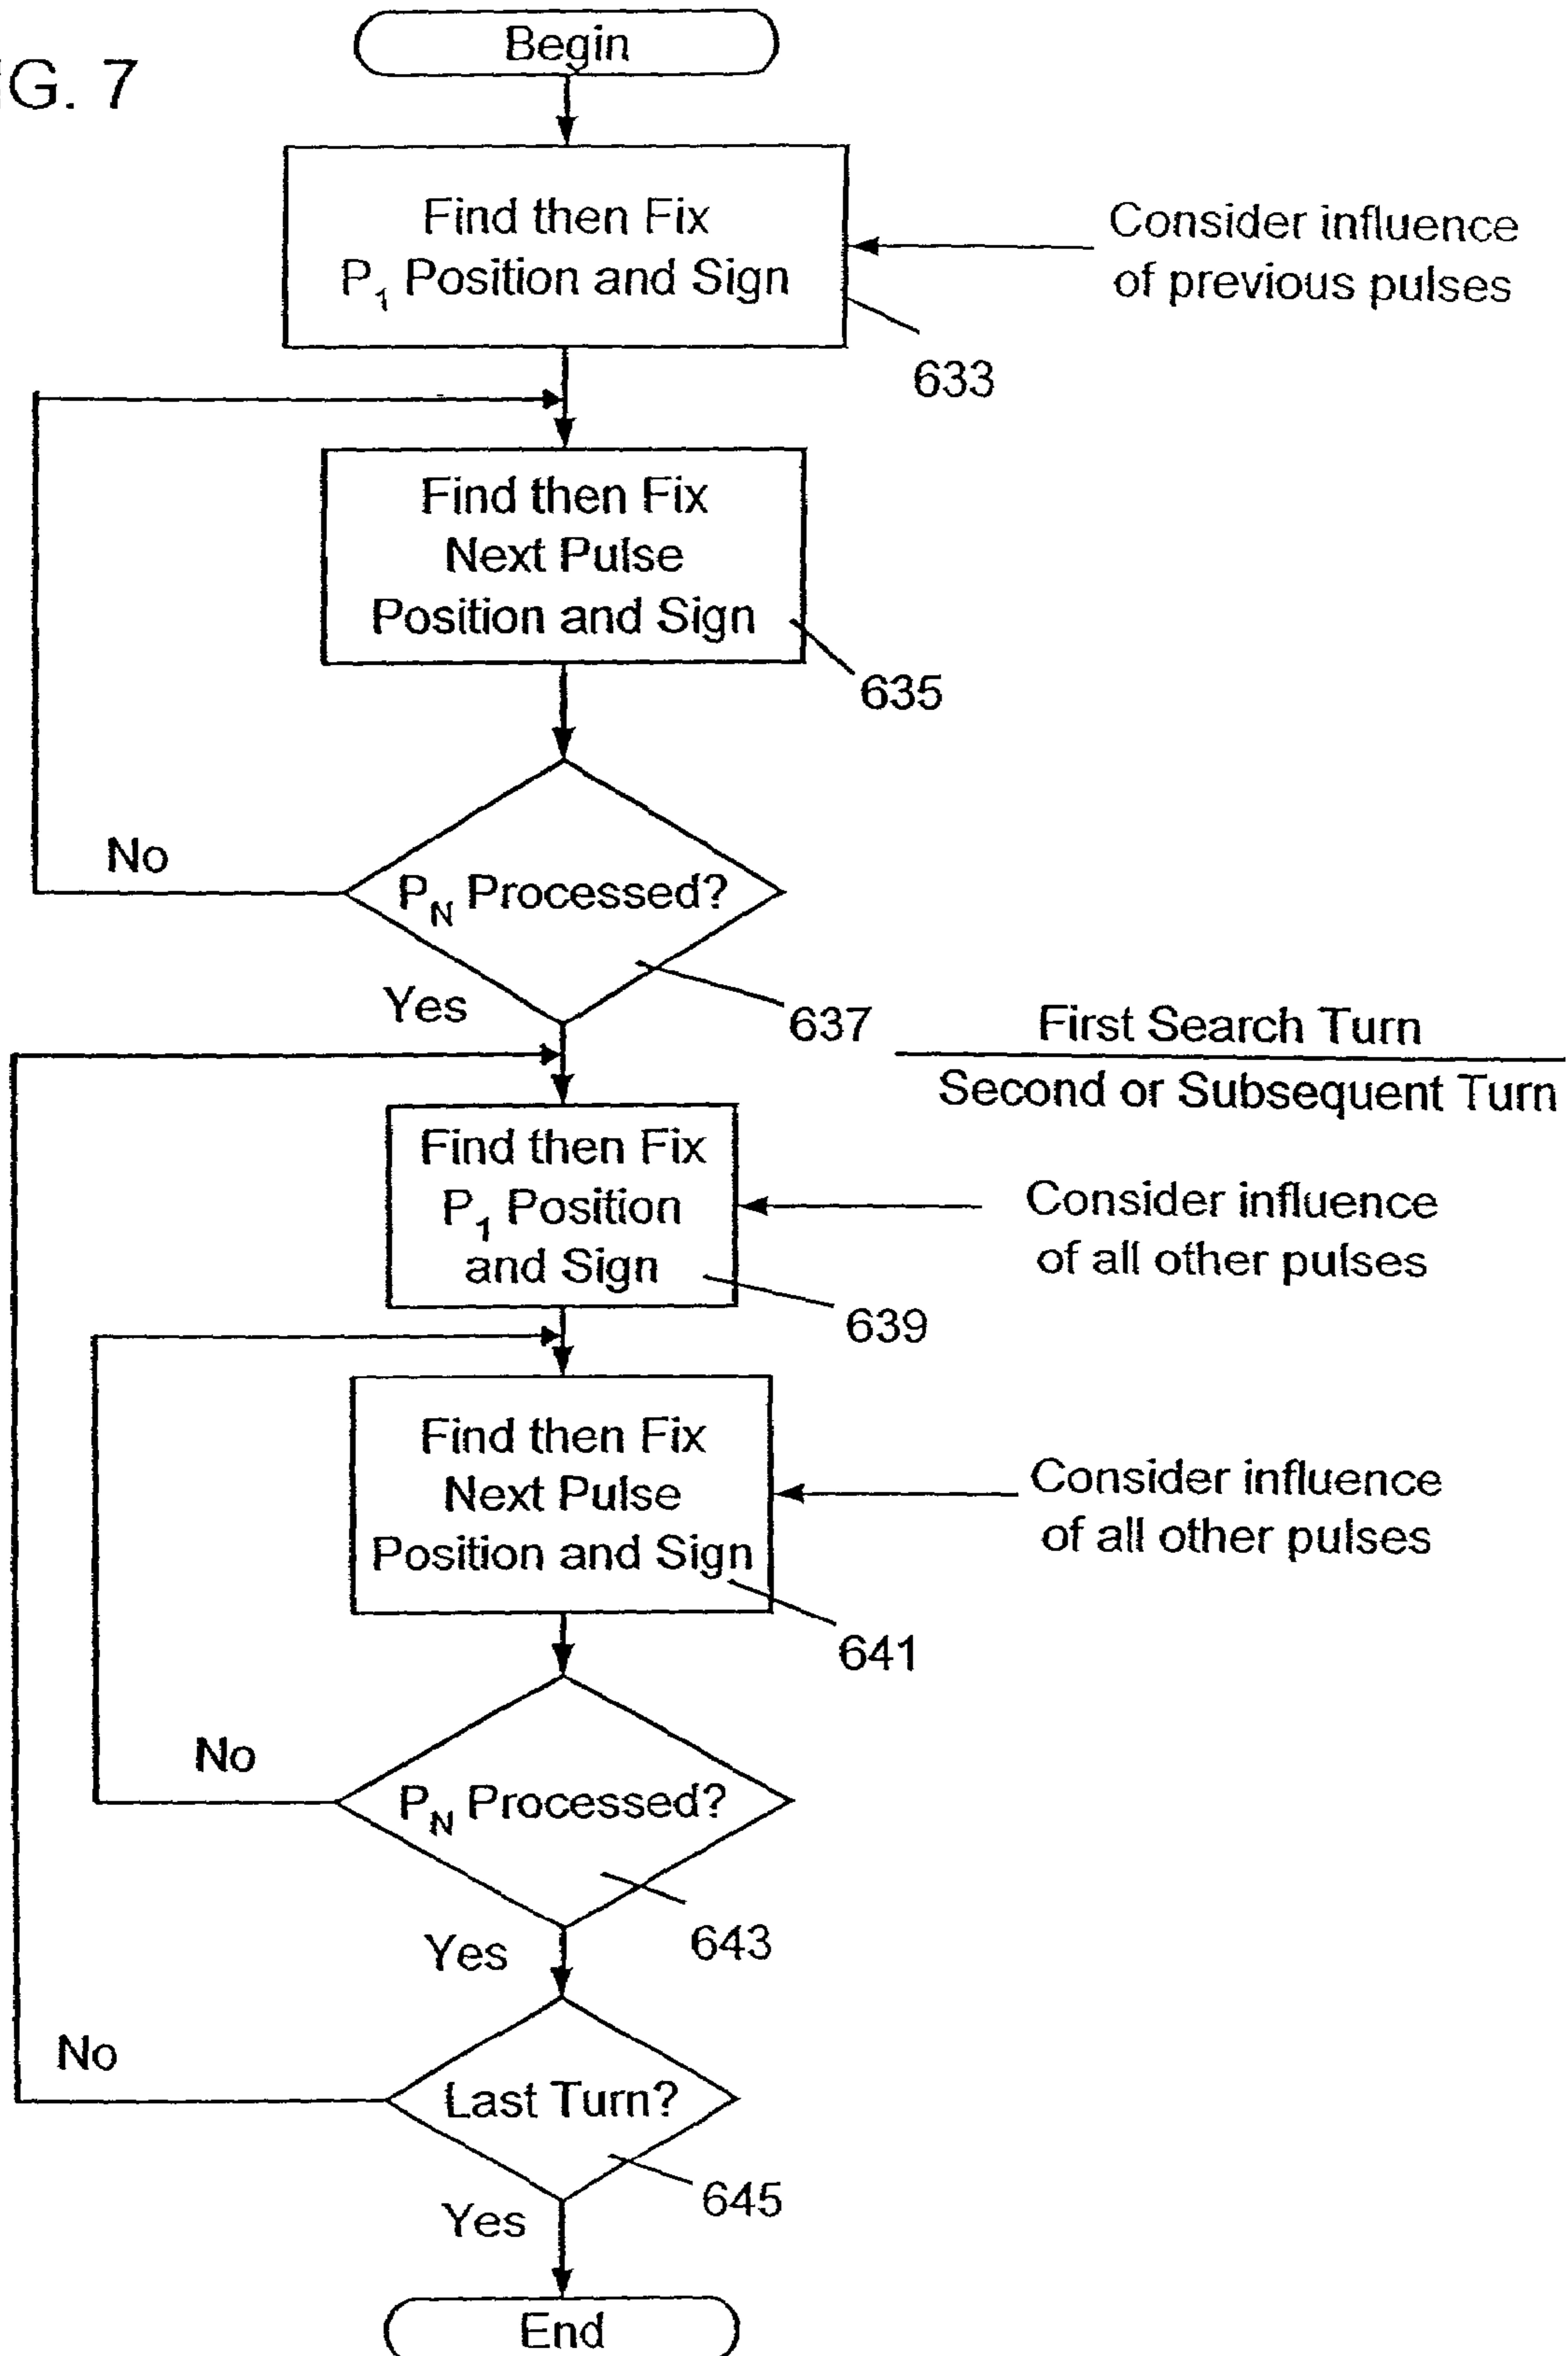 G. 7
Begin
Find then Fix
P₁ Position and Sign
Consider influence
of previous pulses
633
Find then Fix
Next Pulse
Position and Sign
635
No
P_N Processed?
Yes
637
First Search Turn
Second or Subsequent Turn
Find then Fix
P₁ Position
and Sign
Consider influence
of all other pulses
639
Find then Fix
Next Pulse
Position and Sign
Consider influence
of all other pulses
641
No
P_N Processed?
643
Yes
No
Last Turn?
645
Yes
End